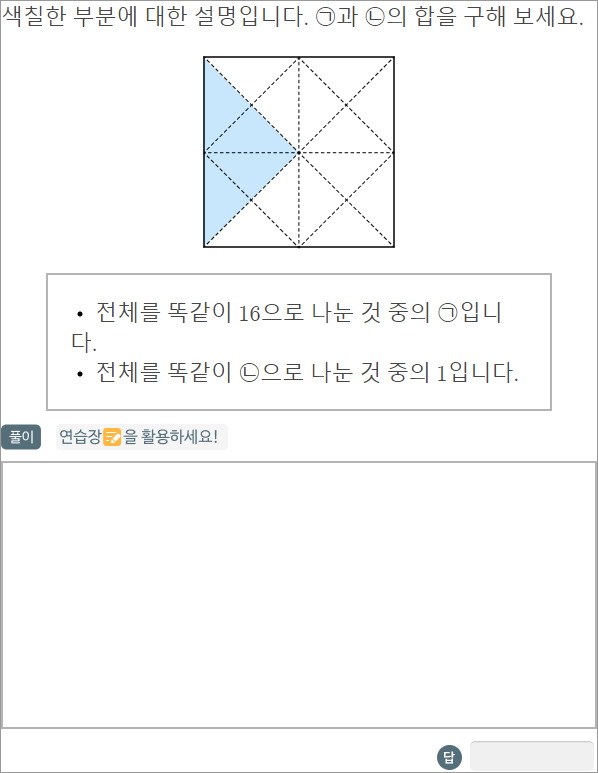 색칠한 부분에 대한 설명입니다. ㉠과 ㉡의 합을 구해 보세요.
• 전체를 똑같이 16으로 나눈 것 중의 ㉠입니
다.
• 전체를 똑같이 ㉡으로 나눈 것 중의 1입니다.
풀이 연습장을 활용하세요!
답